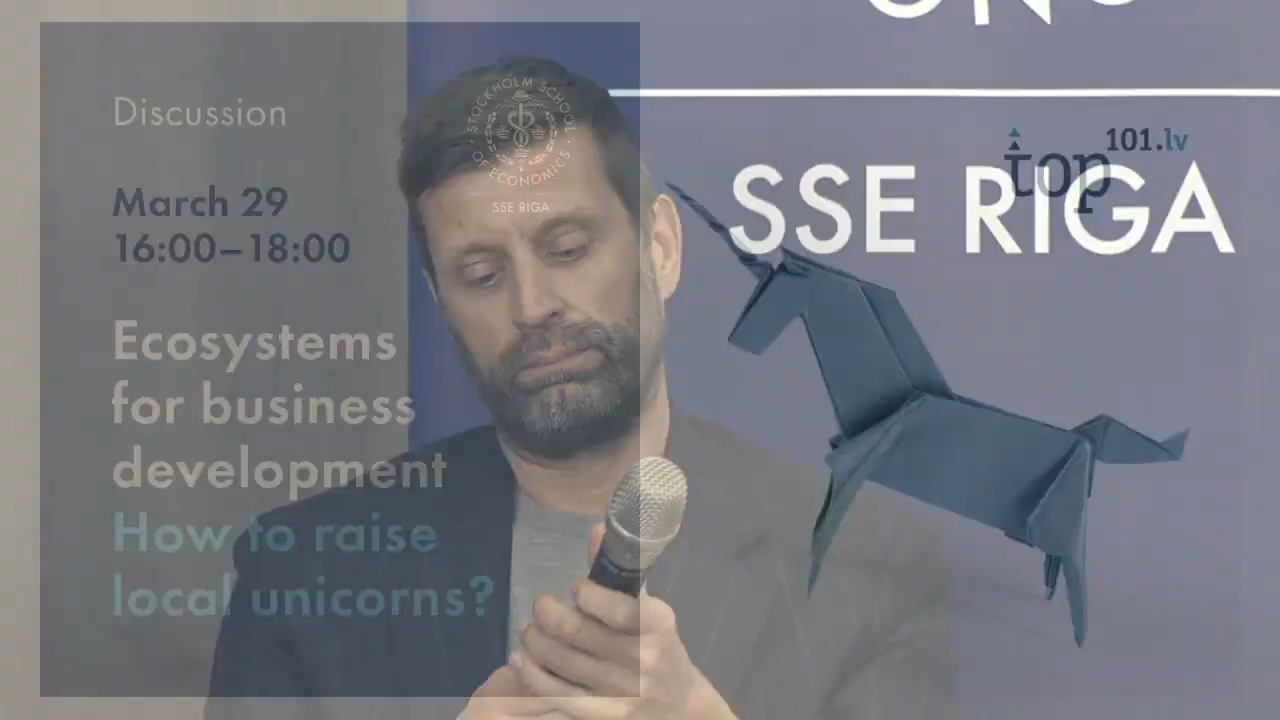 Discussion
March 29
16:00–18:00
Ecosystems
for business
development
How to raise
local unicorns?
STOCKHOLM SCHOOL OF ECONOMICS
SSE RIGA
SSE RIGA
top 101.lv